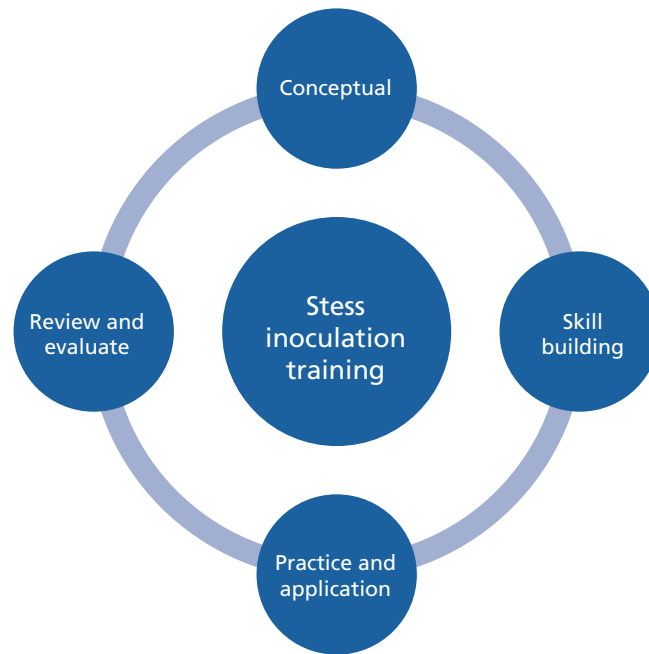 Conceptual
Review and
evaluate
Stess
inoculation
training
Skill
building
Practice and
application